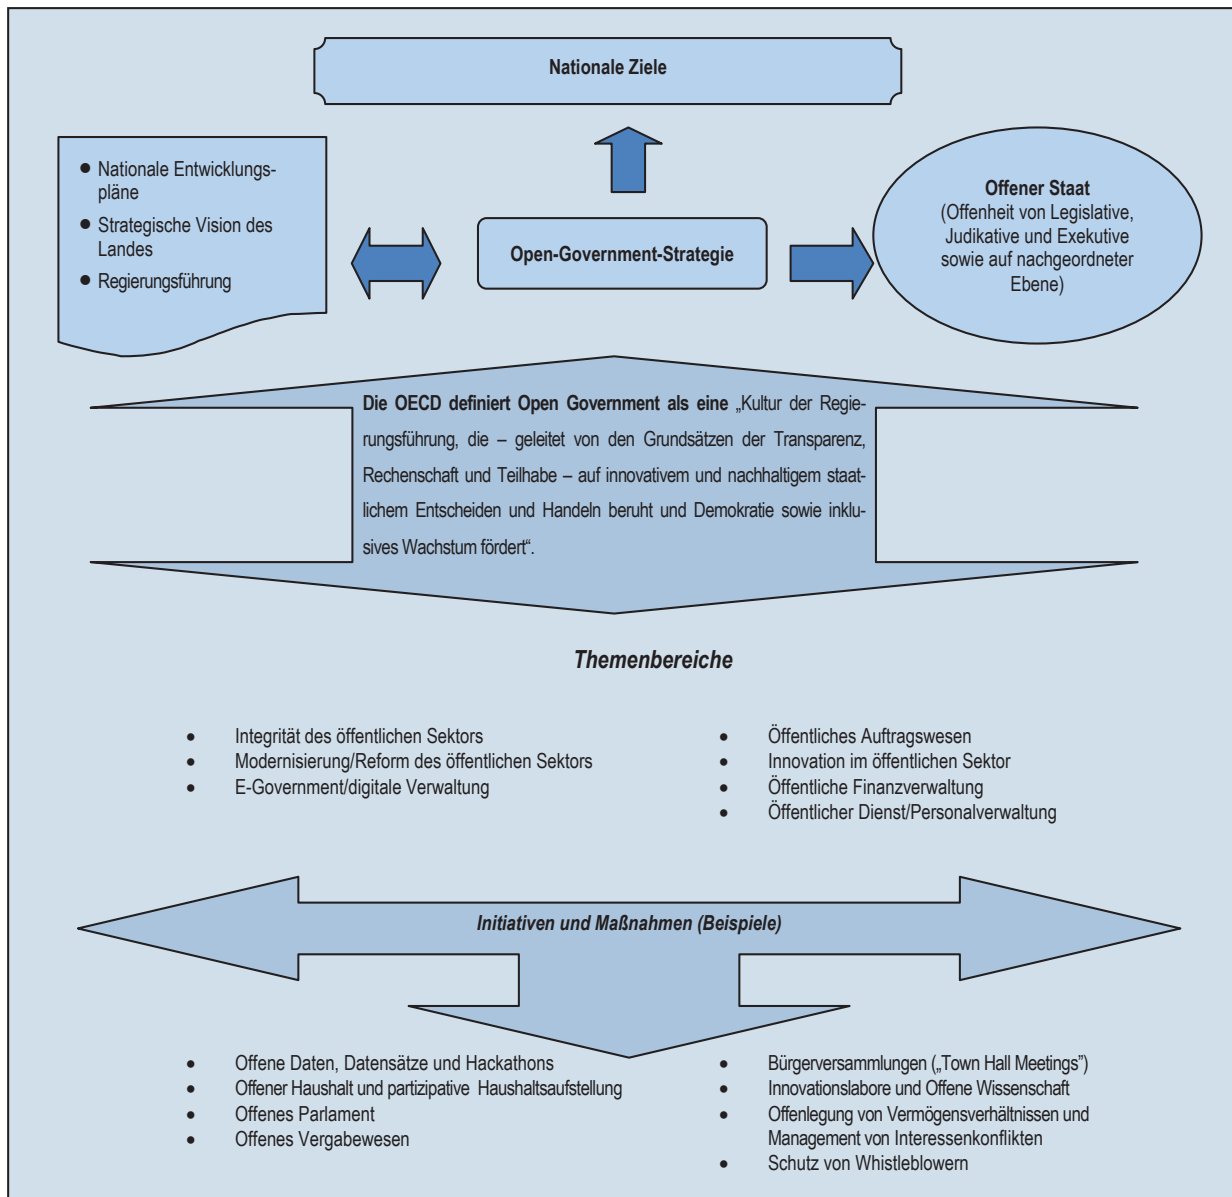 Nationale Ziele
• Nationale Entwicklungs-
pläne
• Strategische Vision des
Landes
• Regierungsführung
Open-Government-Strategie
Offener Staat
(Offenheit von Legislative,
Judikative und Exekutive
sowie auf nachgeordneter
Ebene)
Die OECD definiert Open Government als eine „Kultur der Regie-
rungsführung, die – geleitet von den Grundsätzen der Transparenz,
Rechenschaft und Teilhabe – auf innovativem und nachhaltigem staat-
lichem Entscheiden und Handeln beruht und Demokratie sowie inklu-
sives Wachstum fördert“.
Themenbereiche
• Integrität des öffentlichen Sektors
• Modernisierung/Reform des öffentlichen Sektors
• E-Government/digitale Verwaltung
• Öffentliches Auftragswesen
• Innovation im öffentlichen Sektor
• Öffentliche Finanzverwaltung
• Öffentlicher Dienst/Personalverwaltung
Initiativen und Maßnahmen (Beispiele)
• Offene Daten, Datensätze und Hackathons
• Offener Haushalt und partizipative Haushaltsaufstellung
• Offenes Parlament
• Offenes Vergabewesen
• Bürgerversammlungen („Town Hall Meetings”)
• Innovationslabore und Offene Wissenschaft
• Offenlegung von Vermögensverhältnissen und
Management von Interessenkonflikten
• Schutz von Whistleblowern